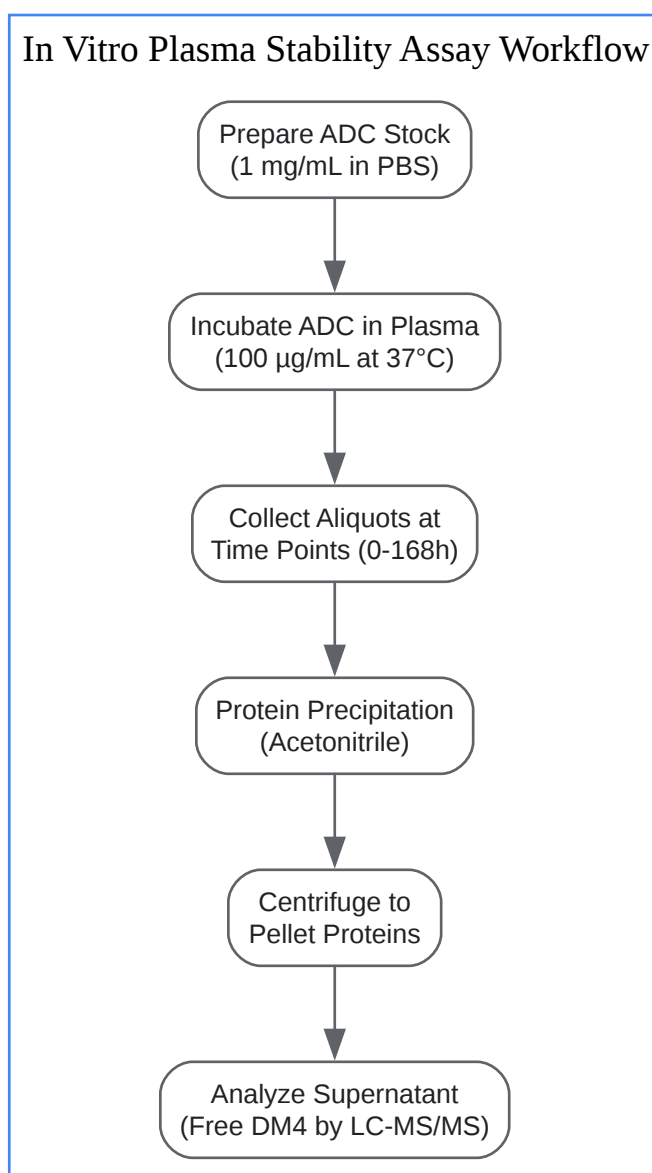 In Vitro Plasma Stability Assay Workflow
Prepare ADC Stock
(1 mg/mL in PBS)
Incubate ADC in Plasma
(100 µg/mL at 37°C)
Collect Aliquots at
Time Points (0-168h)
Protein Precipitation
(Acetonitrile)
Centrifuge to
Pellet Proteins
Analyze Supernatant
(Free DM4 by LC-MS/MS)